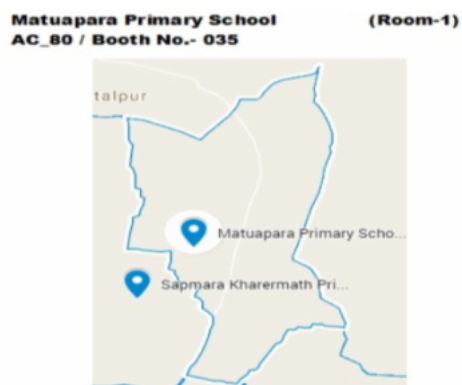 Matuapara Primary School (Room-1)
AC_80 / Booth No.- 035
talpur
Matuapara Primary Scho...
Sapmara Kharermath Pri...